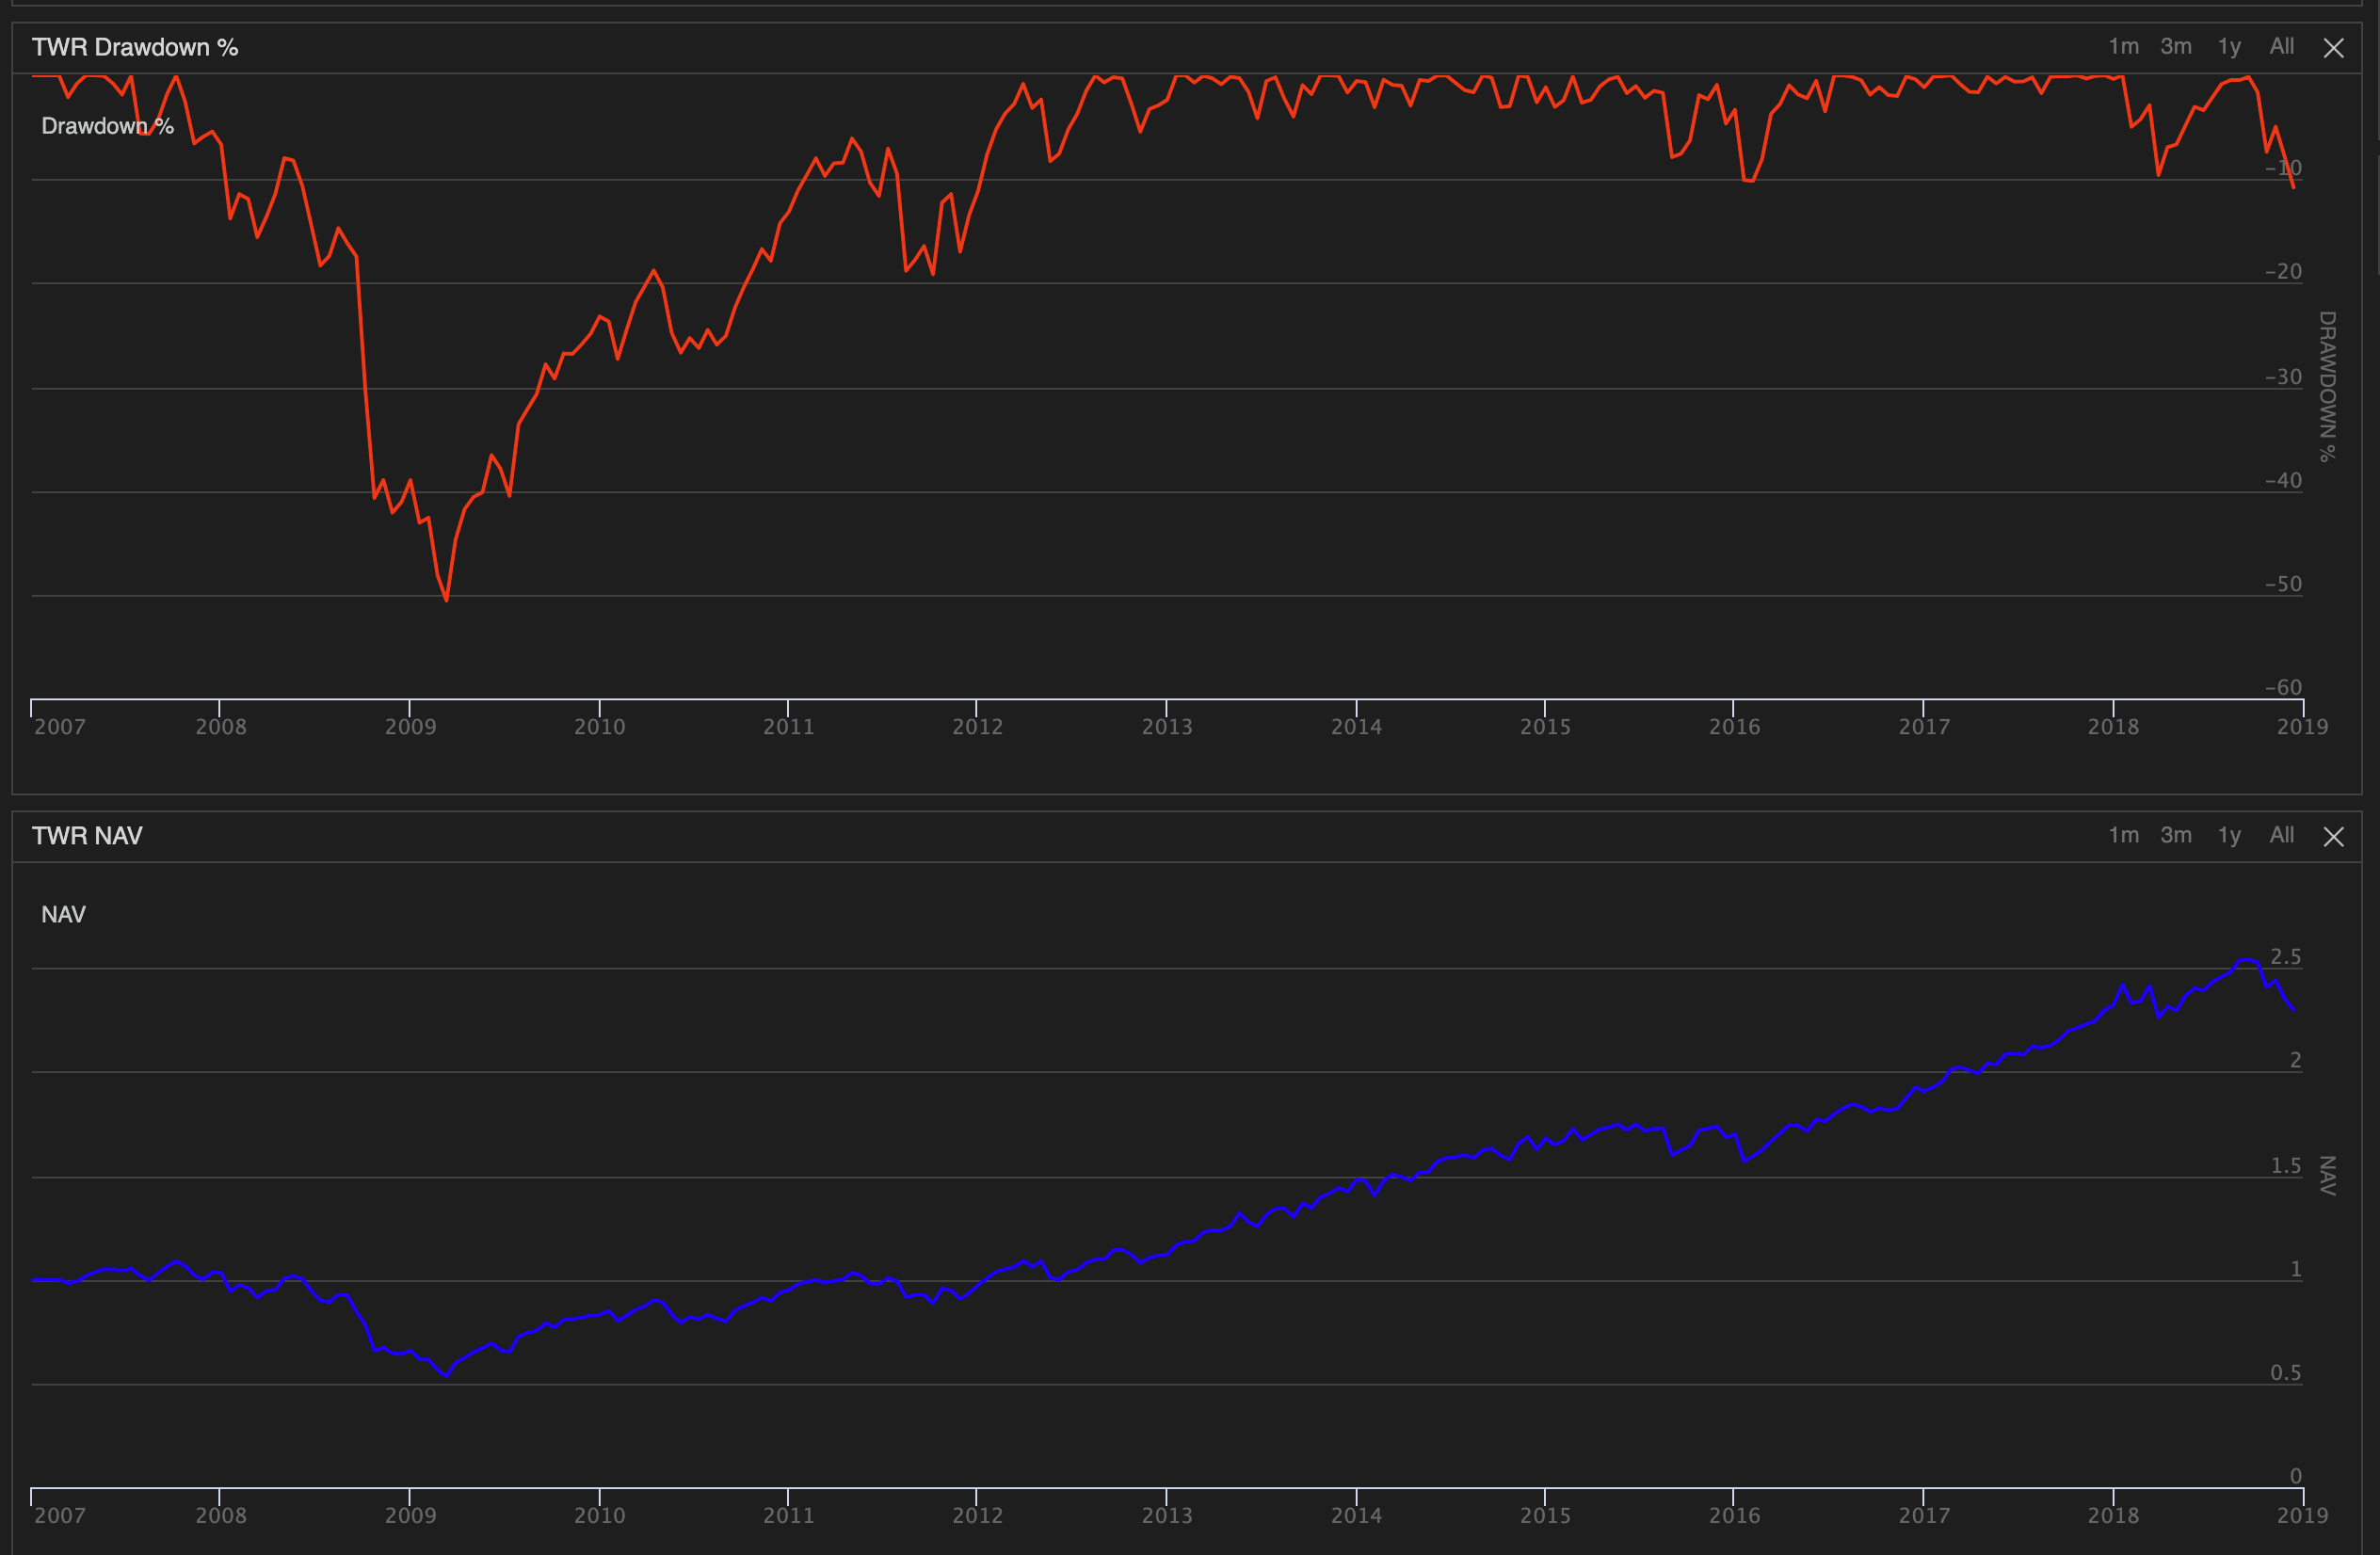 TWR Drawdown %
1m 3m 1y All
Drawdown %
−10
−20
−30
−40
−50
−60
DRAWDOWN %
2007 2008 2009 2010 2011 2012 2013 2014 2015 2016 2017 2018 2019
TWR NAV
1m 3m 1y All
NAV
2.5
2
1.5
1
0.5
0
NAV
2007 2008 2009 2010 2011 2012 2013 2014 2015 2016 2017 2018 2019